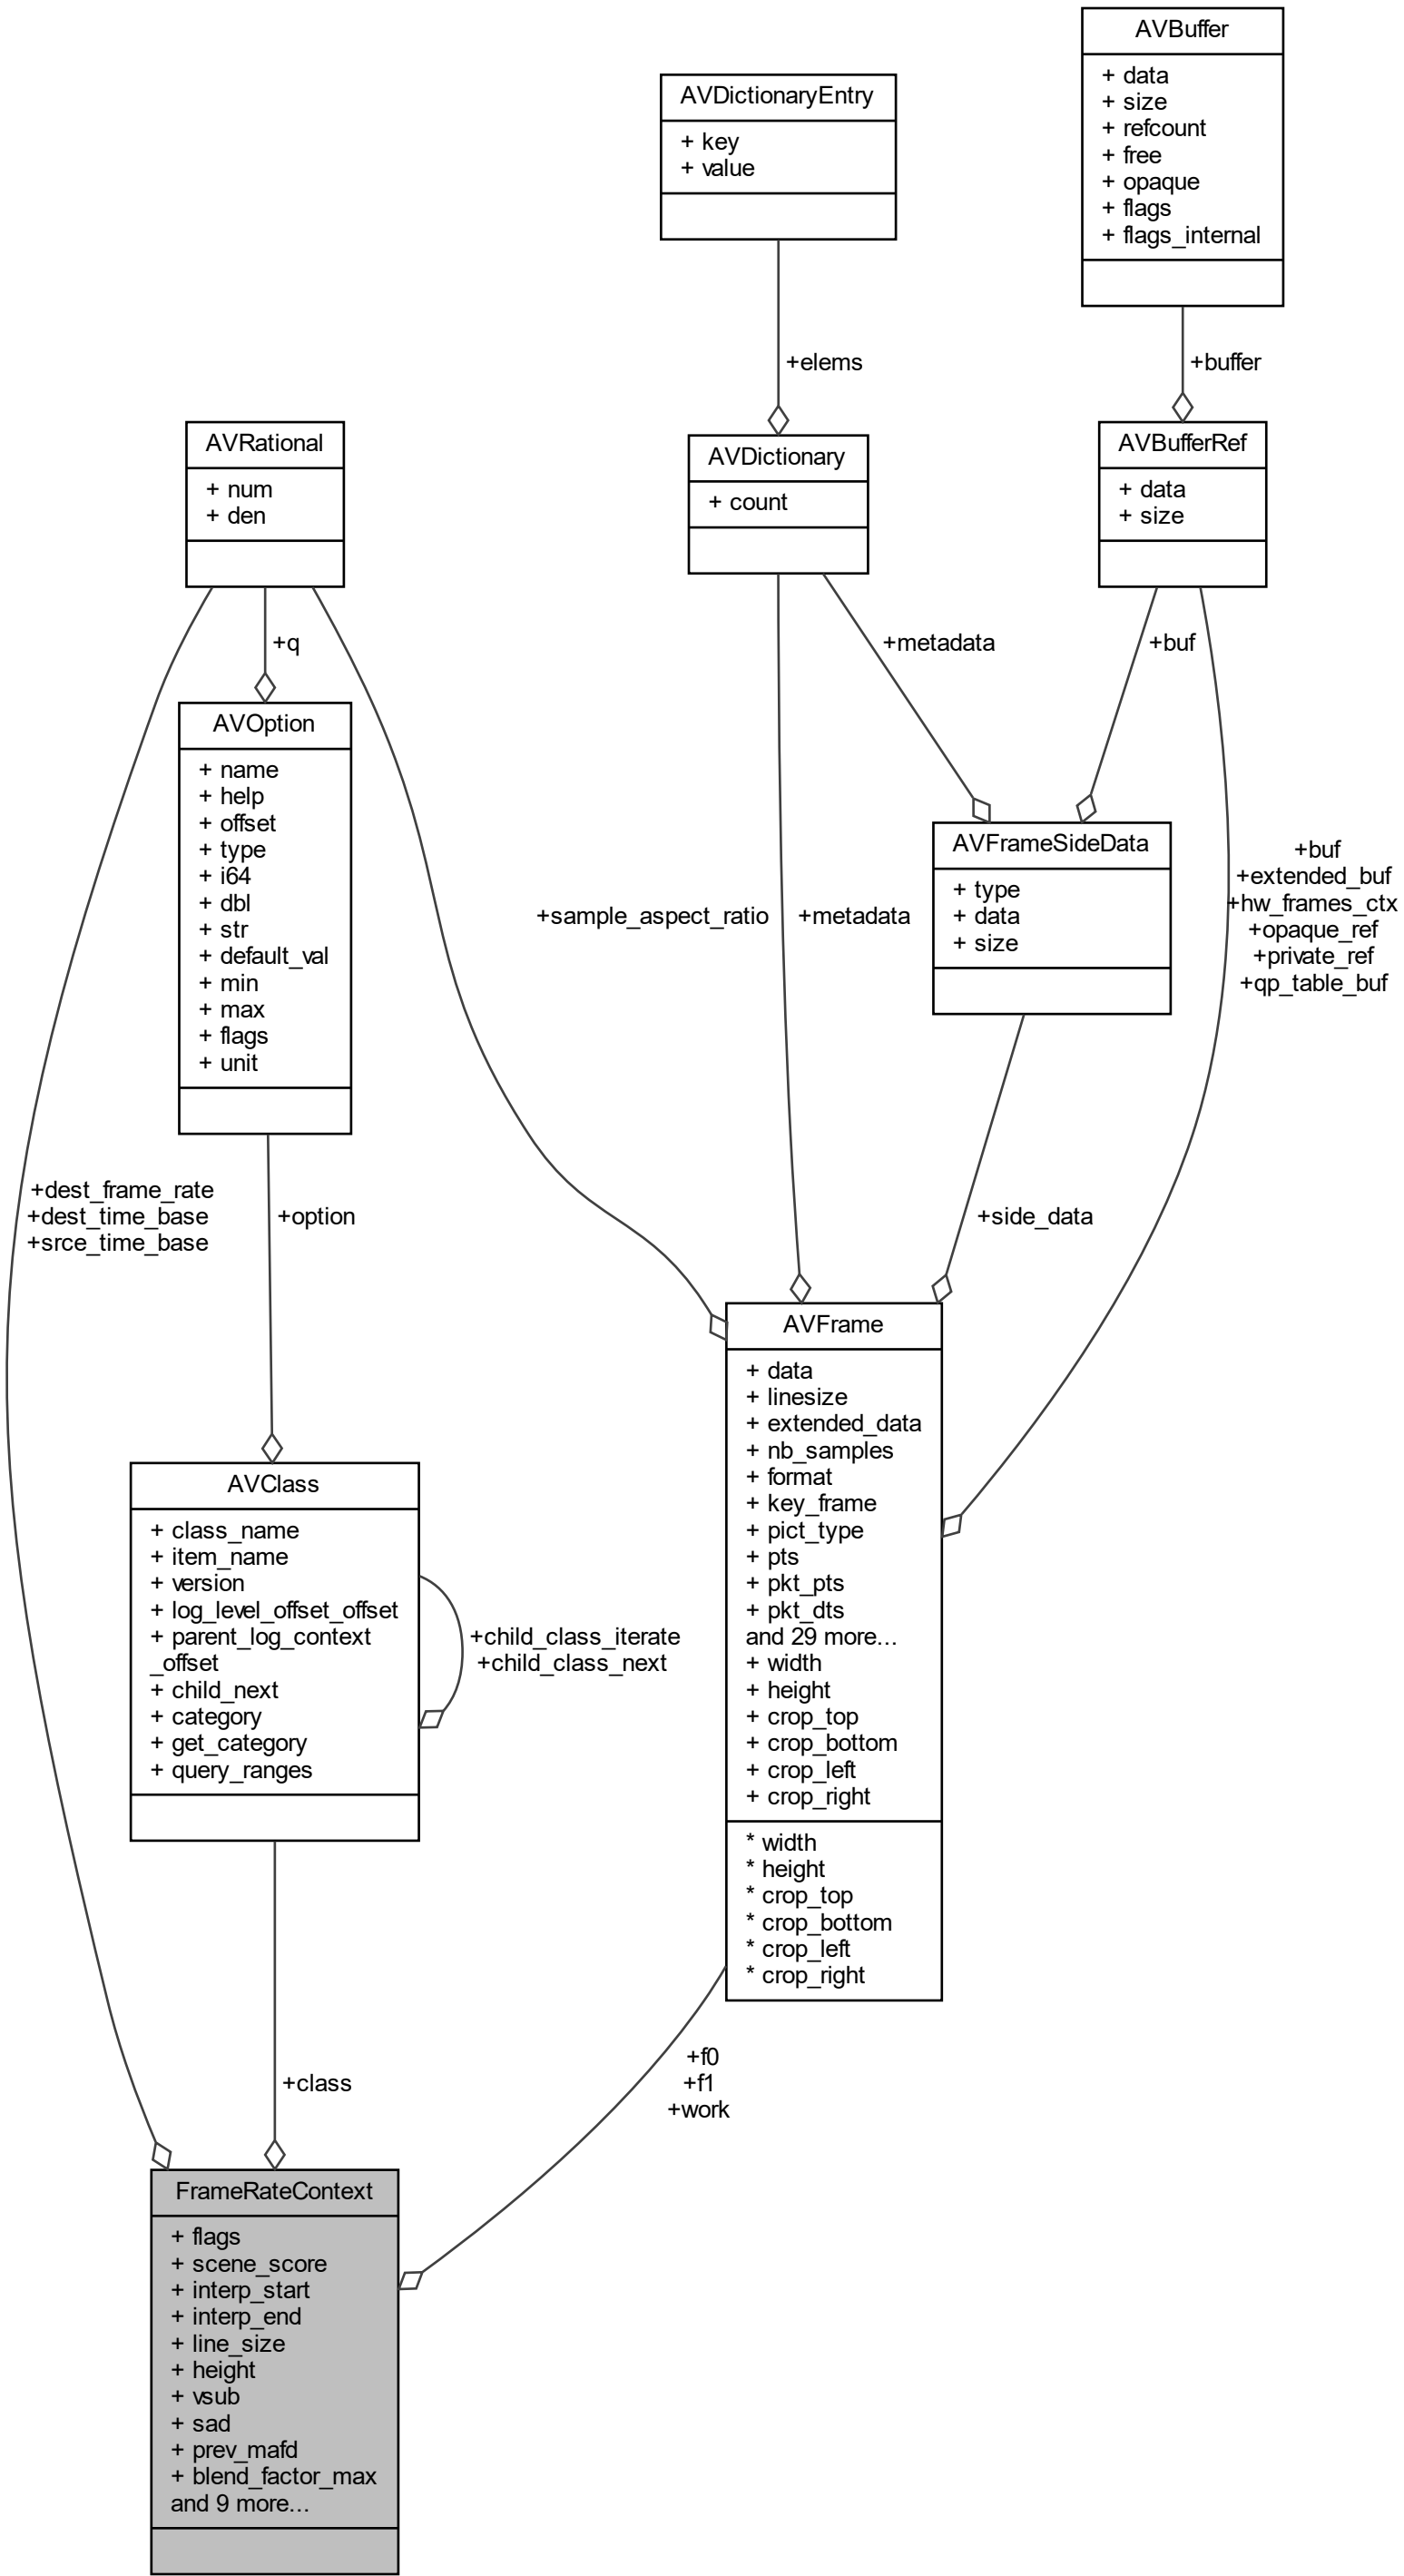 AVBuffer
+ data
+ size
+ refcount
+ free
+ opaque
+ flags
+ flags_internal
AVDictionaryEntry
+ key
+ value
+elems
+buffer
AVRational
+ num
+ den
AVDictionary
+ count
AVBufferRef
+ data
+ size
+q
+metadata
+buf
AVOption
+ name
+ help
+ offset
+ type
+ i64
+ dbl
+ str
+ default_val
+ min
+ max
+ flags
+ unit
AVFrameSideData
+ type
+ data
+ size
+sample_aspect_ratio
+metadata
+buf
+extended_buf
+hw_frames_ctx
+opaque_ref
+private_ref
+qp_table_buf
+dest_frame_rate
+dest_time_base
+srce_time_base
+option
+side_data
AVFrame
+ data
+ linesize
+ extended_data
+ nb_samples
+ format
+ key_frame
+ pict_type
+ pts
+ pkt_pts
+ pkt_dts
and 29 more...
+ width
+ height
+ crop_top
+ crop_bottom
+ crop_left
+ crop_right
* width
* height
* crop_top
* crop_bottom
* crop_left
* crop_right
AVClass
+ class_name
+ item_name
+ version
+ log_level_offset_offset
+ parent_log_context
_offset
+ child_next
+ category
+ get_category
+ query_ranges
+child_class_iterate
+child_class_next
+class
+f0
+f1
+work
FrameRateContext
+ flags
+ scene_score
+ interp_start
+ interp_end
+ line_size
+ height
+ vsub
+ sad
+ prev_mafd
+ blend_factor_max
and 9 more...